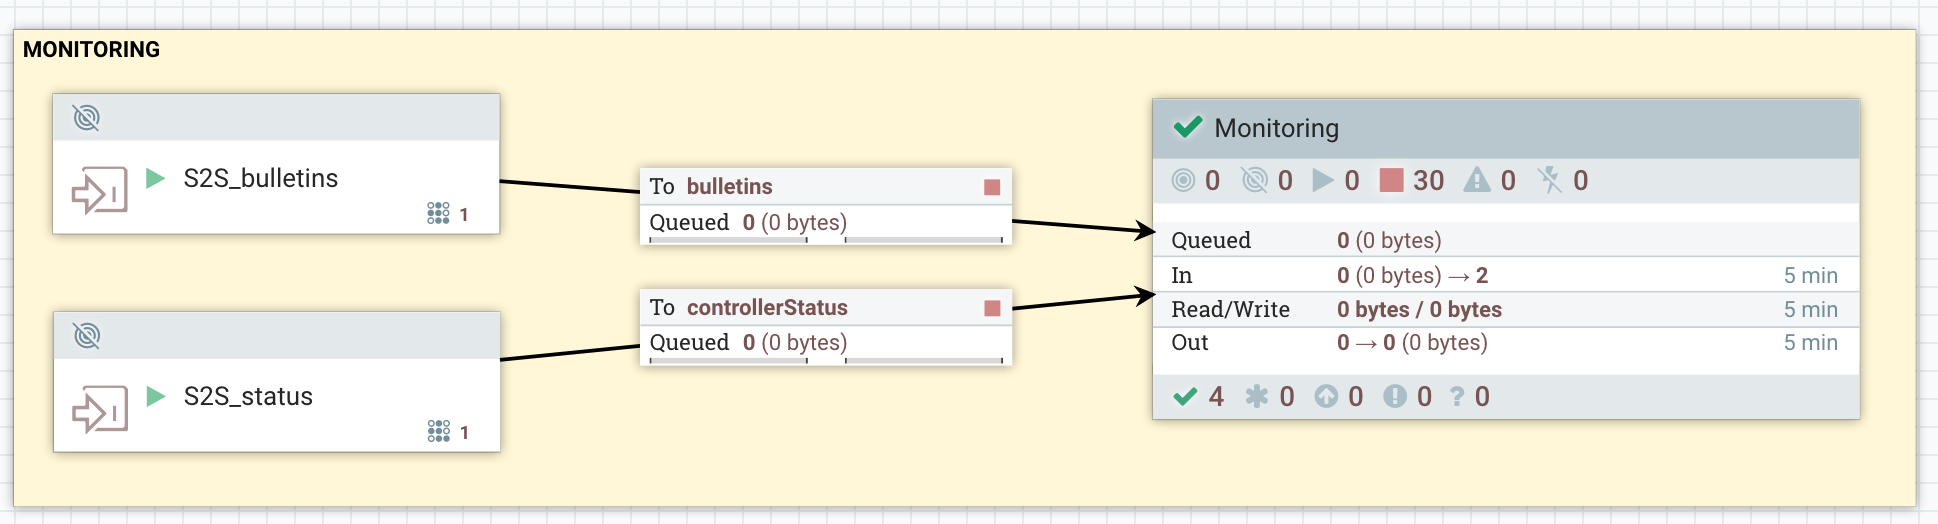 MONITORING
S2S_bulletins
1
To bulletins
Queued 0 (0 bytes)
S2S_status
1
To controllerStatus
Queued 0 (0 bytes)
Monitoring
0 0 0 30 0 0
Queued 0 (0 bytes)
In 0 (0 bytes) → 2 5 min
Read/Write 0 bytes / 0 bytes 5 min
Out 0 → 0 (0 bytes) 5 min
4 0 0 0 ? 0